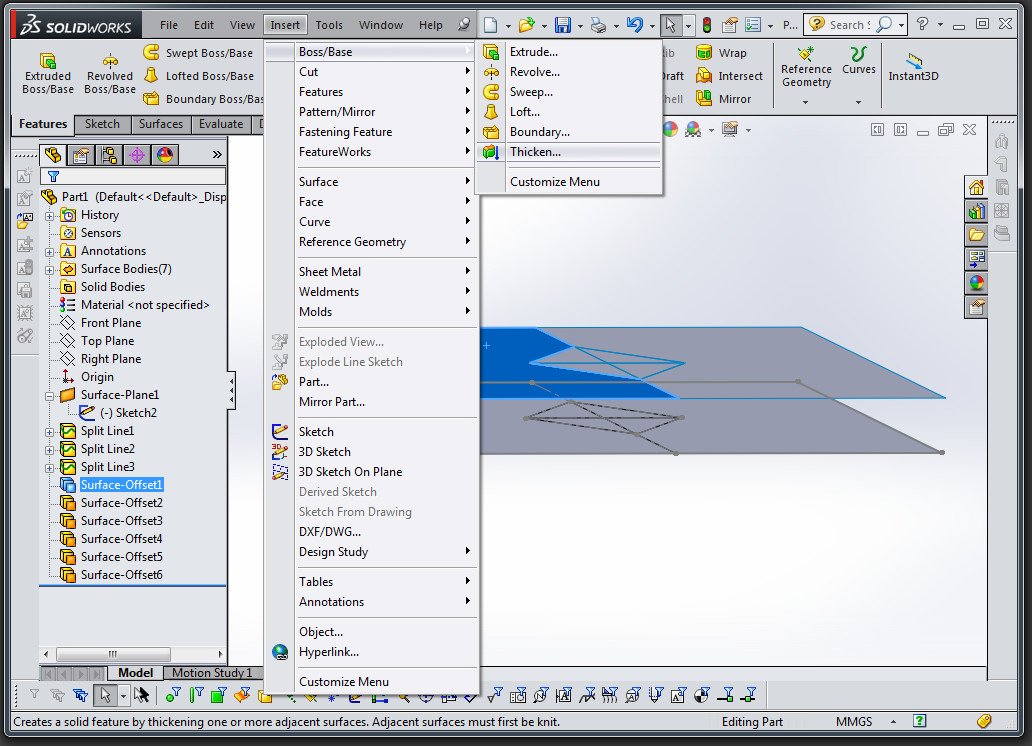 SOLIDWORKS File Edit View Insert Tools Window Help P... Search
Extruded Boss/Base
Revolved Boss/Base
Swept Boss/Base
Lofted Boss/Base
Boundary Boss/Bas
Wrap
Intersect
Mirror
Reference Geometry
Curves
Instant3D
Features Sketch Surfaces Evaluate
Part1 (Default<<Default>_Disp
History
Sensors
Annotations
Surface Bodies(7)
Solid Bodies
Material <not specified>
Front Plane
Top Plane
Right Plane
Origin
Surface-Plane1
(-) Sketch2
Split Line1
Split Line2
Split Line3
Surface-Offset1
Surface-Offset2
Surface-Offset3
Surface-Offset4
Surface-Offset5
Surface-Offset6
Boss/Base
Cut
Features
Pattern/Mirror
Fastening Feature
FeatureWorks
Surface
Face
Curve
Reference Geometry
Sheet Metal
Weldments
Molds
Exploded View...
Explode Line Sketch
Part...
Mirror Part...
Sketch
3D Sketch
3D Sketch On Plane
Derived Sketch
Sketch From Drawing
DXF/DWG...
Design Study
Tables
Annotations
Object...
Hyperlink...
Customize Menu
Extrude...
Revolve...
Sweep...
Loft...
Boundary...
Thicken...
Customize Menu
Model Motion Study 1
Creates a solid feature by thickening one or more adjacent surfaces. Adjacent surfaces must first be knit. Editing Part MMGS